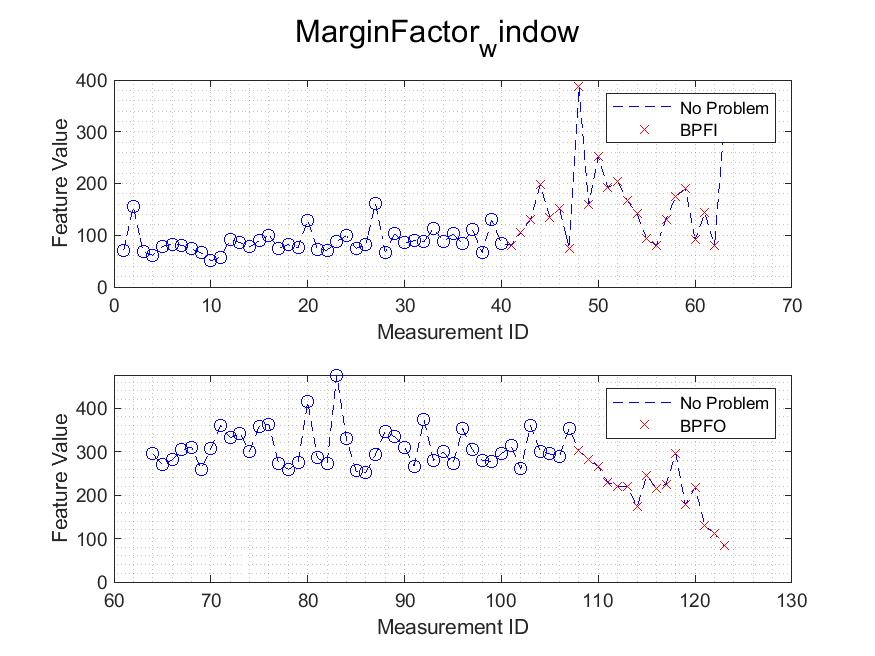 MarginFactor_window
400
300
200
100
0
Feature Value
No Problem
BPFI
0 10 20 30 40 50 60 70
Measurement ID
400
300
200
100
0
Feature Value
No Problem
BPFO
60 70 80 90 100 110 120 130
Measurement ID